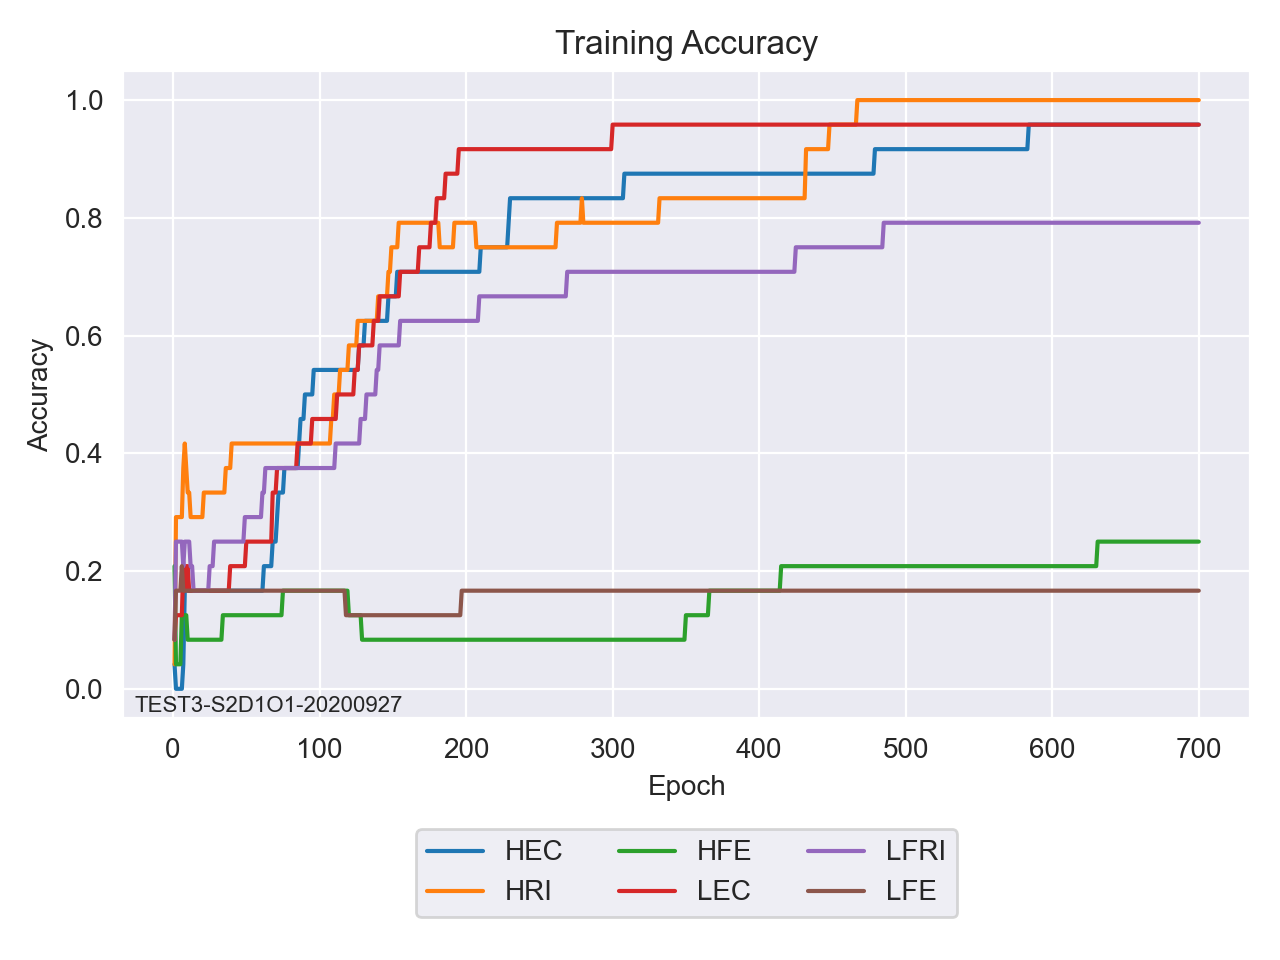 Training Accuracy
1.0
0.8
0.6
0.4
0.2
0.0
Accuracy
TEST3-S2D1O1-20200927
0 100 200 300 400 500 600 700
Epoch
HEC HFE LFRI
HRI LEC LFE